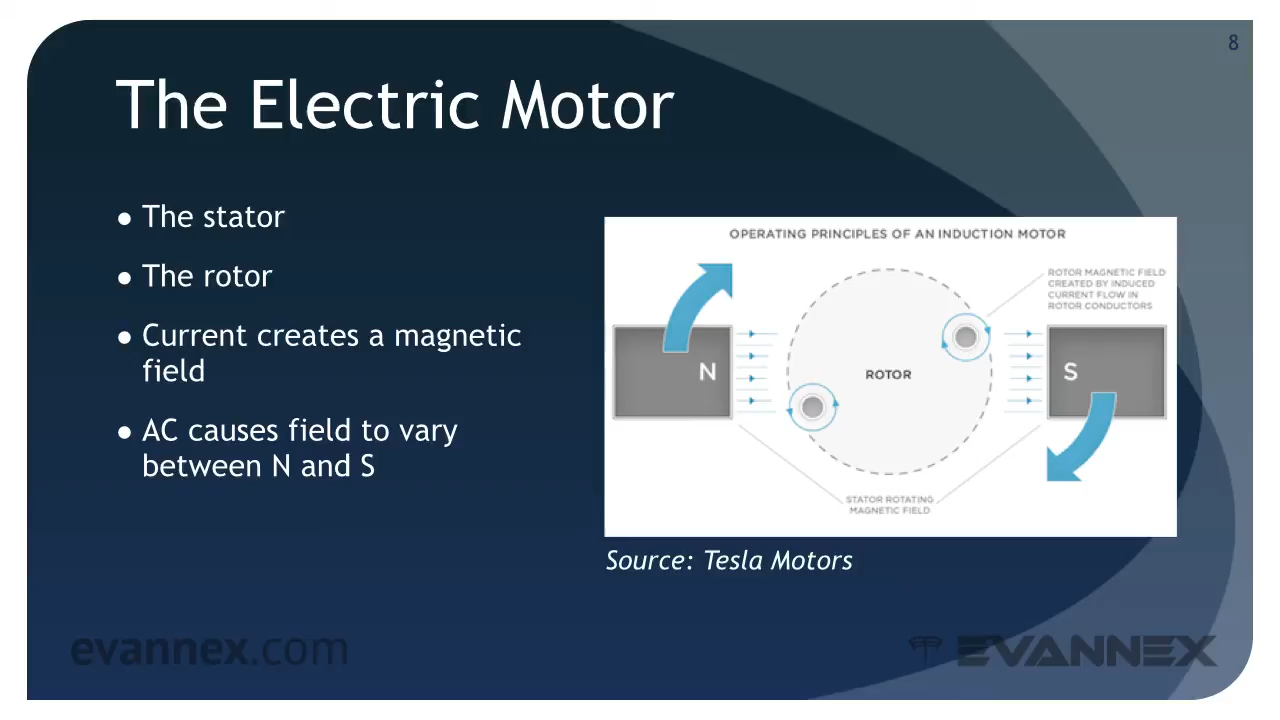 8
The Electric Motor
● The stator
● The rotor
● Current creates a magnetic
field
● AC causes field to vary
between N and S
OPERATING PRINCIPLES OF AN INDUCTION MOTOR
ROTOR MAGNETIC FIELD
CREATED BY INDUCED
CURRENT FLOW IN
ROTOR CONDUCTORS
N
ROTOR
S
STATOR ROTATING
MAGNETIC FIELD
Source: Tesla Motors
evannex.com
EVANNEX